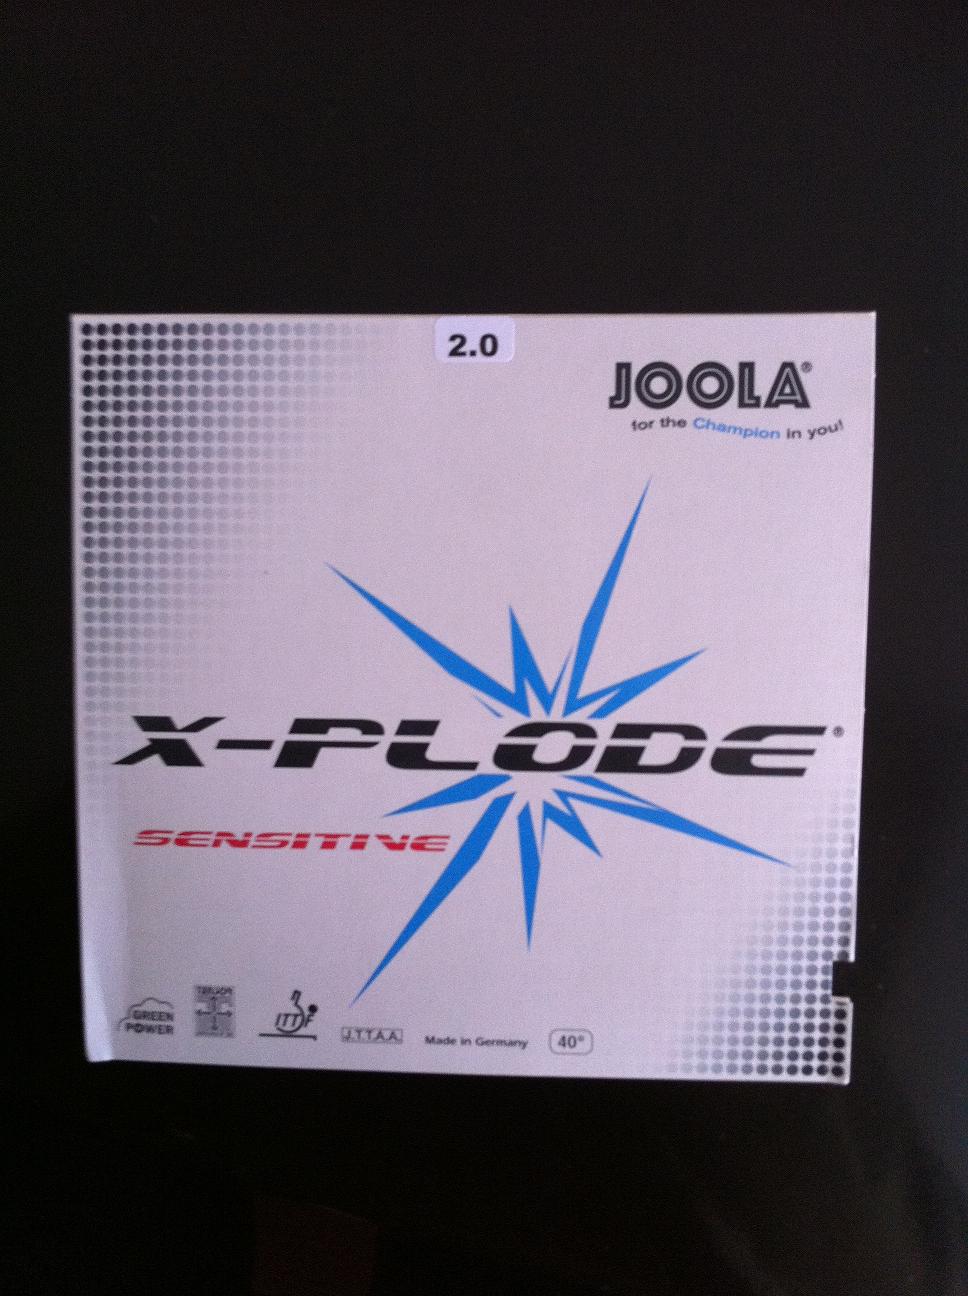 2.0
JOOLA®
for the Champion in you!
X-PLODE®
SENSITIVE
GREEN
POWER
ITTF
J.T.T.A.A.
Made in Germany
40°